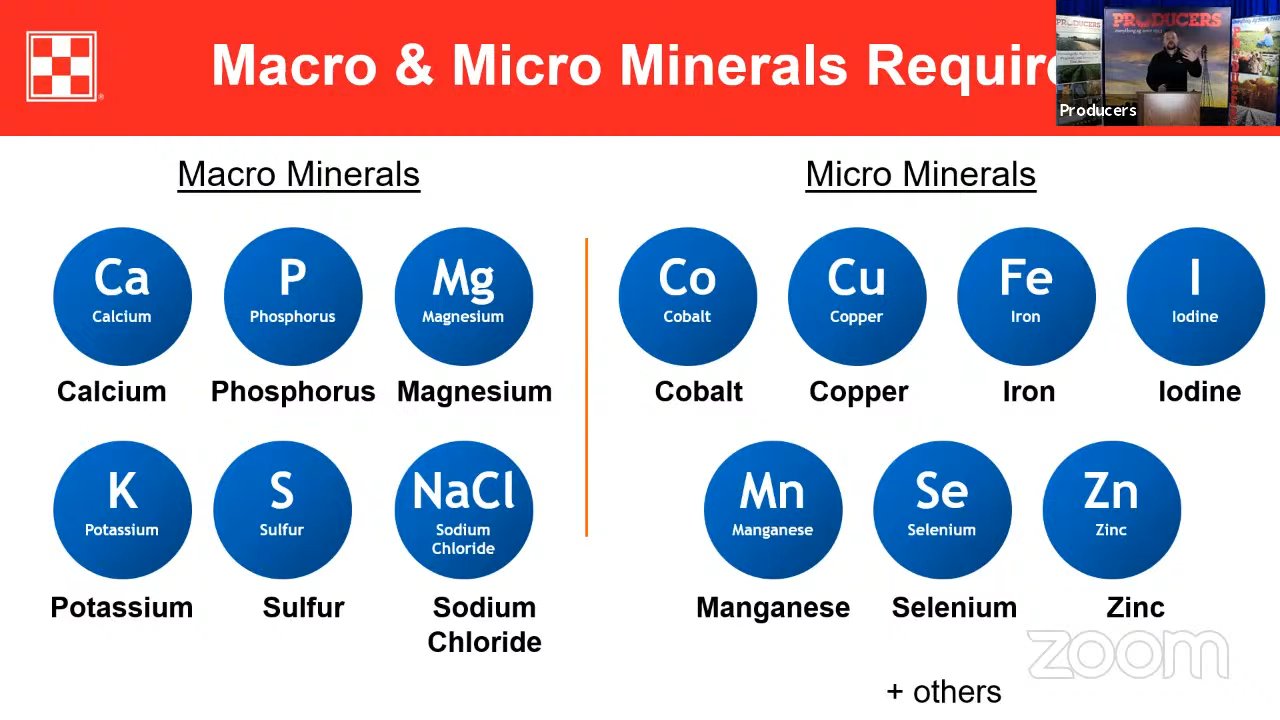 Macro & Micro Minerals Require
PRODUCERS
Producers
Macro Minerals
Micro Minerals
Ca
Calcium
P
Phosphorus
Mg
Magnesium
Co
Cobalt
Cu
Copper
Fe
Iron
I
Iodine
Calcium
Phosphorus
Magnesium
Cobalt
Copper
Iron
Iodine
K
Potassium
S
Sulfur
NaCl
Sodium
Chloride
Mn
Manganese
Se
Selenium
Zn
Zinc
Potassium
Sulfur
Sodium
Chloride
Manganese
Selenium
Zinc
zoom
+ others